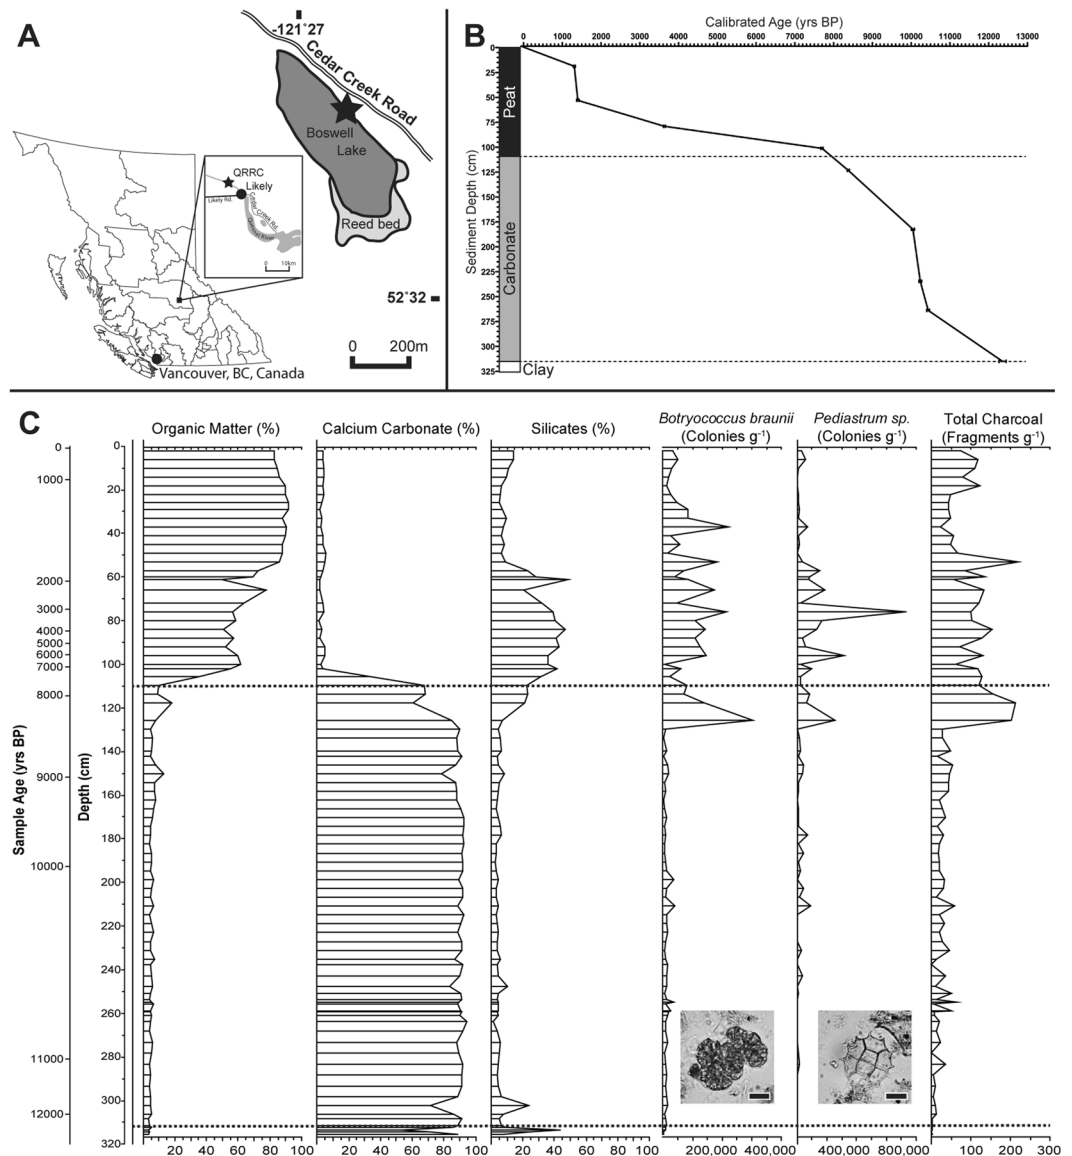 A
-121˚27
Cedar Creek Road
Boswell
Lake
Reed bed
QRRC
Likely
Likely Rd.
Cedar Creek Rd.
0 10km
52˚32
0 200m
Vancouver, BC, Canada
B
Calibrated Age (yrs BP)
0 1000 2000 3000 4000 5000 6000 7000 8000 9000 10000 11000 12000 13000
Sediment Depth (cm)
0
25
50
75
100
125
150
175
200
225
250
275
300
325
Peat
Carbonate
Clay
C
Organic Matter (%)
Calcium Carbonate (%)
Silicates (%)
Botryococcus braunii
(Colonies g-1)
Pediastrum sp.
(Colonies g-1)
Total Charcoal
(Fragments g-1)
Sample Age (yrs BP)
0
1000
2000
3000
4000
5000
6000
7000
8000
9000
10000
11000
12000
Depth (cm)
0
20
40
60
80
100
120
140
160
180
200
220
240
260
280
300
320
20 40 60 80 100
20 40 60 80 100
20 40 60 80 100
200,000 400,000
400,000 800,000
0 100 200 300